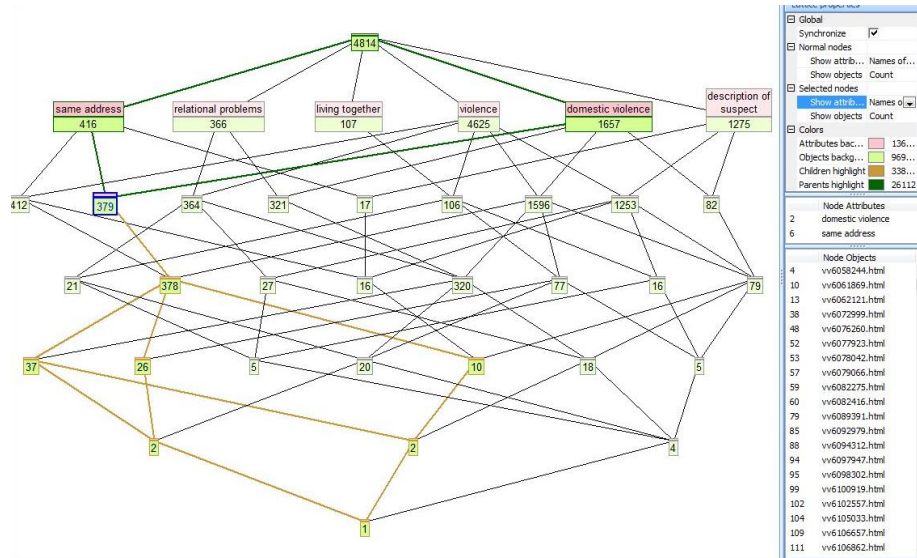 4814
same address
relational problems
living together
violence
domestic violence
description of
suspect
416
366
107
4625
1657
1275
412
379
364
321
17
106
1596
1253
82
21
378
27
16
320
77
16
79
37
26
5
20
10
18
5
2
2
4
1
Global
Synchronize
Normal nodes
Show attrib... Names of...
Show objects Count
Selected nodes
Show attrib... Names o
Show objects Count
Colors
Attributes bac... 136...
Objects backg... 969...
Children highlight 338...
Parents highlight 26112
Node Attributes
2 domestic violence
6 same address
Node Objects
4 vv6058244.html
10 vv6061869.html
13 vv6062121.html
38 vv6072999.html
48 vv6076260.html
52 vv6077923.html
53 vv6078042.html
57 vv6079066.html
59 vv6082275.html
60 vv6082416.html
79 vv6089391.html
85 vv6092979.html
88 vv6094312.html
94 vv6097947.html
95 vv6098302.html
99 vv6100919.html
102 vv6102557.html
104 vv6105033.html
109 vv6106657.html
111 vv6106862.html